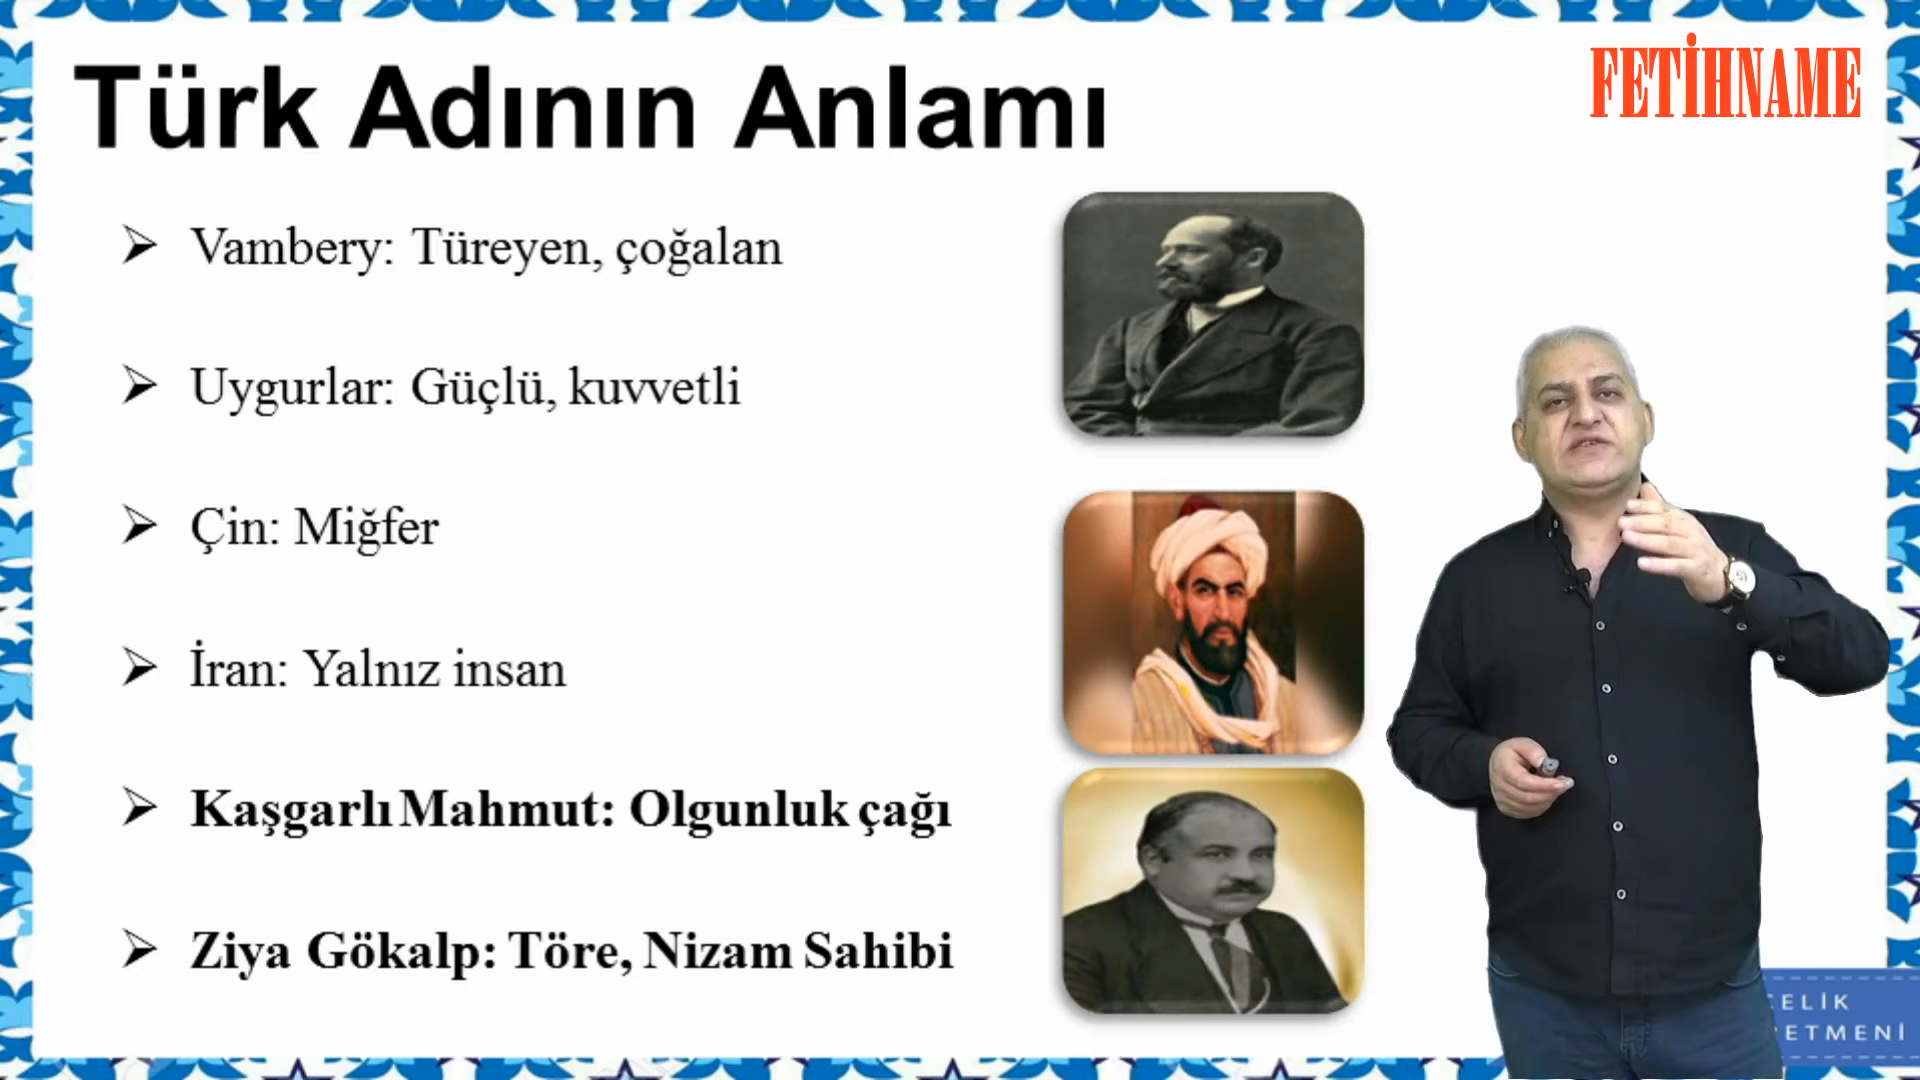 Türk Adının Anlamı
FETİHNAME
Vambery: Türeyen, çoğalan
Uygurlar: Güçlü, kuvvetli
Çin: Miğfer
İran: Yalnız insan
Kaşgarlı Mahmut: Olgunluk çağı
Ziya Gökalp: Töre, Nizam Sahibi